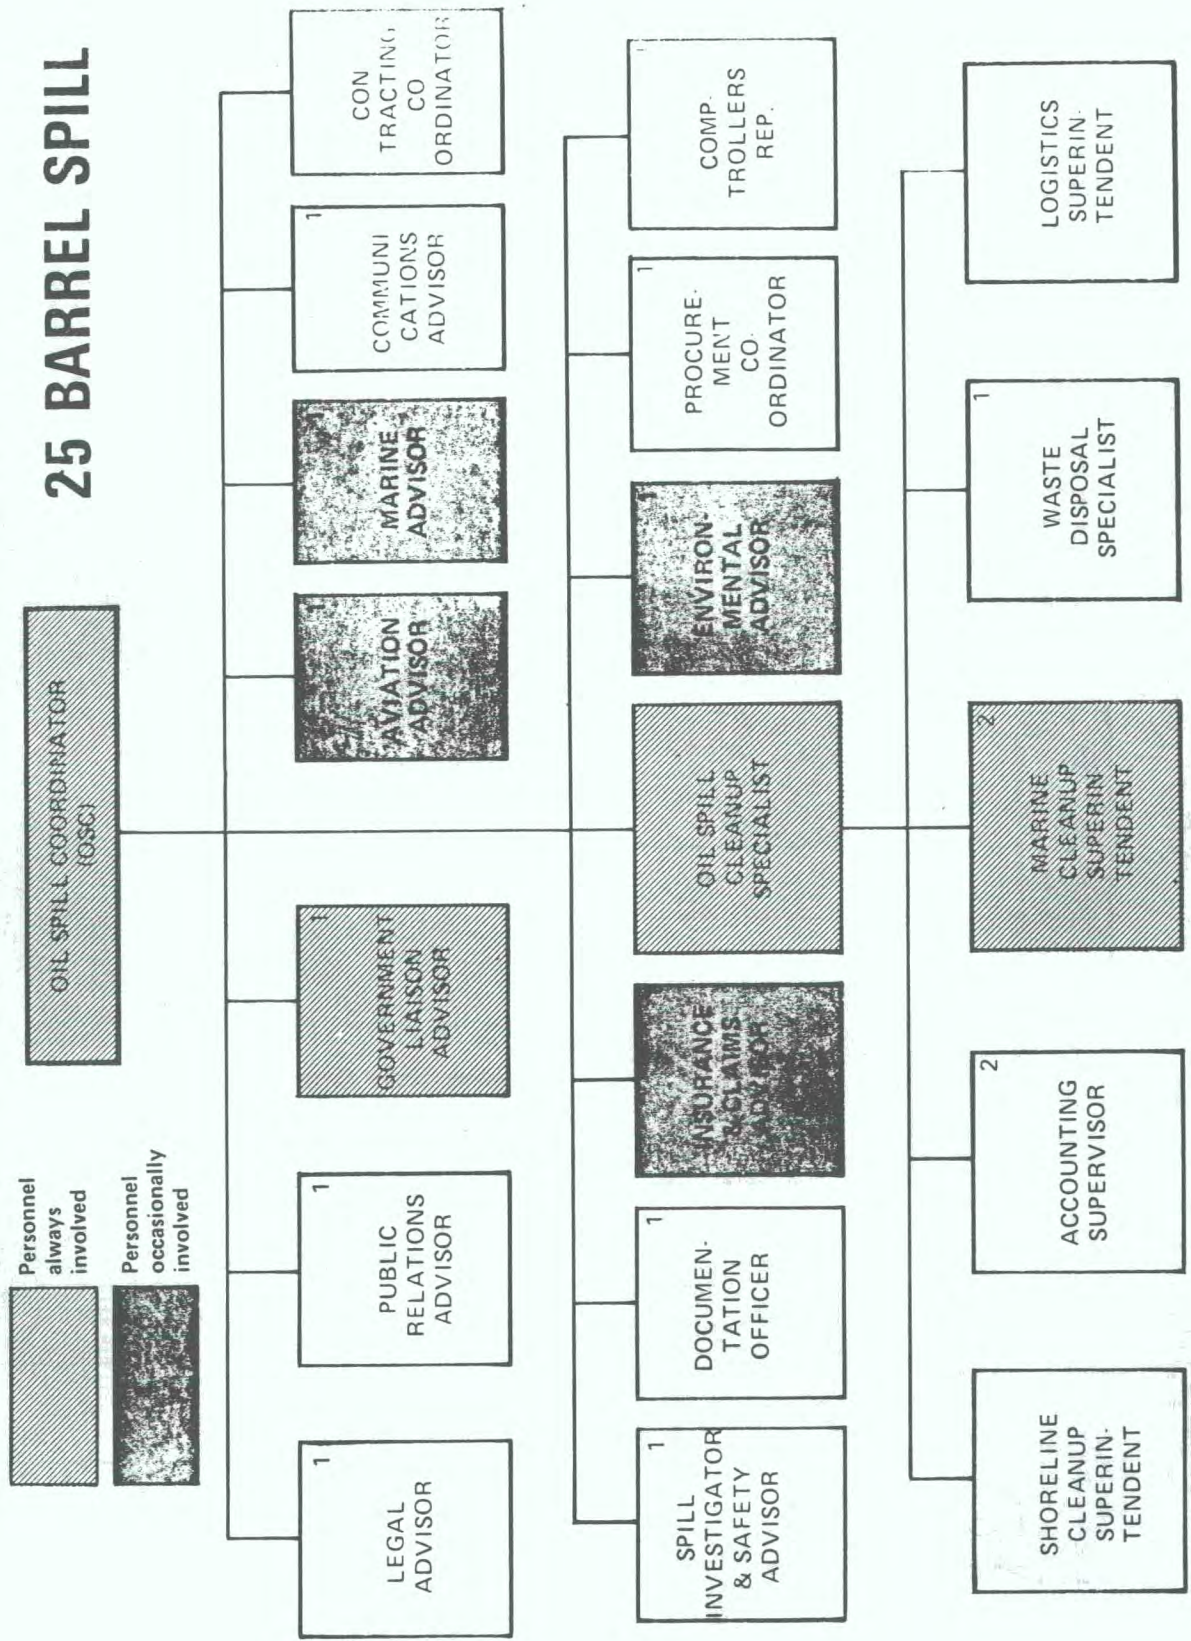 25 BARREL SPILL
Personnel
always
involved
Personnel
occasionally
involved
OIL SPILL COORDINATOR
(OSC)
1
LEGAL
ADVISOR
1
PUBLIC
RELATIONS
ADVISOR
1
GOVERNMENT
LIAISON
ADVISOR
1
AVIATION
ADVISOR
1
MARINE
ADVISOR
1
COMMUNI
CATIONS
ADVISOR
CON
TRACTING
CO
ORDINATOR
1
SPILL
INVESTIGATOR
& SAFETY
ADVISOR
1
DOCUMEN-
TATION
OFFICER
INSURANCE
& CLAIMS
ADVISOR
OIL SPILL
CLEANUP
SPECIALIST
1
ENVIRON-
MENTAL
ADVISOR
1
PROCURE-
MENT
CO-
ORDINATOR
COMP-
TROLLERS
REP.
SHORELINE
CLEANUP
SUPERIN-
TENDENT
2
ACCOUNTING
SUPERVISOR
2
MARINE
CLEANUP
SUPERIN
TENDENT
1
WASTE
DISPOSAL
SPECIALIST
LOGISTICS
SUPERIN-
TENDENT